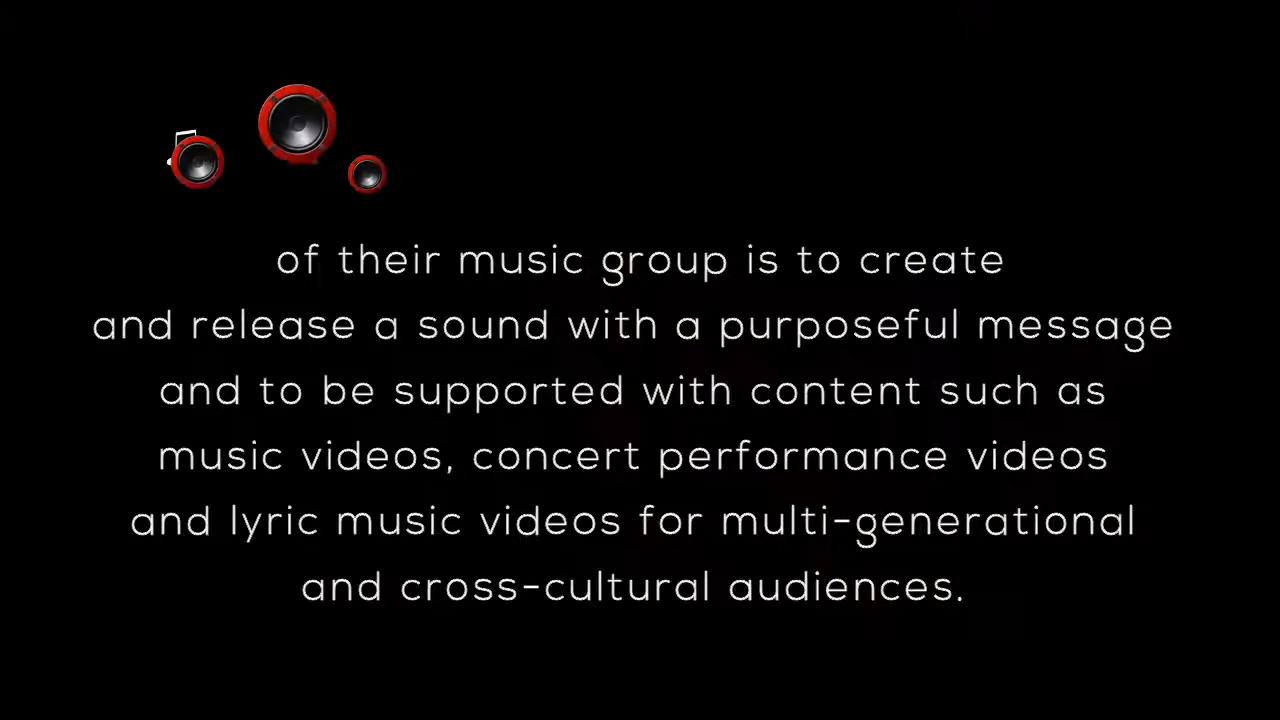 of their music group is to create
and release a sound with a purposeful message
and to be supported with content such as
music videos, concert performance videos
and lyric music videos for multi-generational
and cross-cultural audiences.